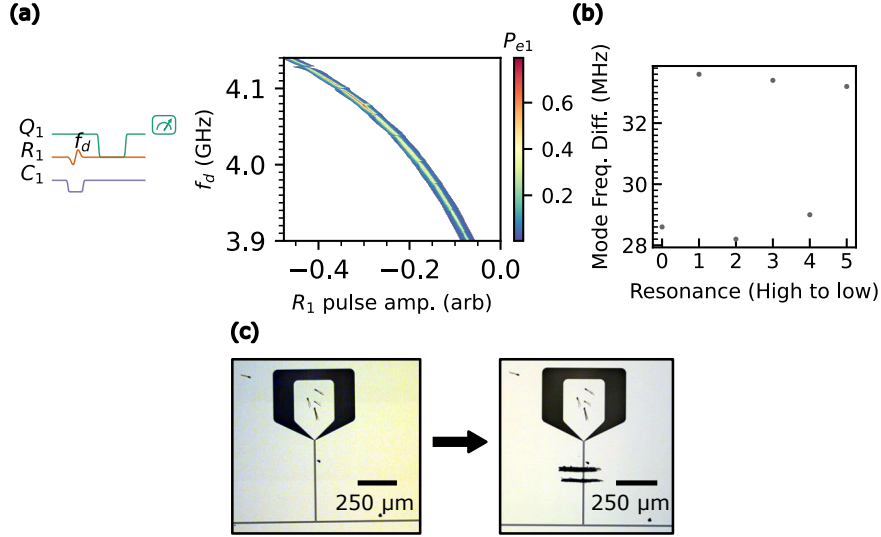 (a)
Q1
R1
fd
C1
Pe1
4.1
4.0
3.9
fd (GHz)
−0.4
−0.2
0.0
R1 pulse amp. (arb)
0.6
0.4
0.2
(b)
Mode Freq. Diff. (MHz)
32
30
28
0 1 2 3 4 5
Resonance (High to low)
(c)
250 μm
250 μm